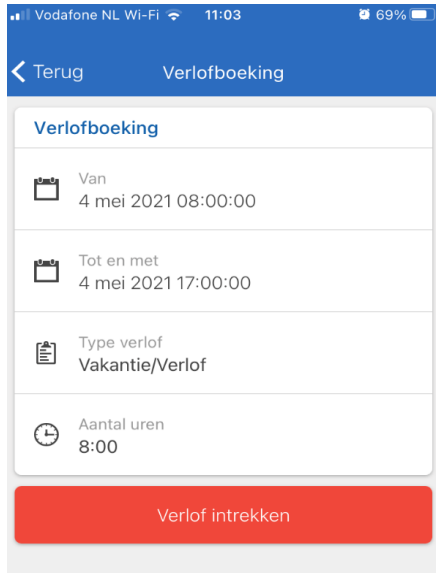 Vodafone NL Wi-Fi 11:03 69%
Terug Verlofboeking
Verlofboeking
Van
4 mei 2021 08:00:00
Tot en met
4 mei 2021 17:00:00
Type verlof
Vakantie/Verlof
Aantal uren
8:00
Verlof intrekken